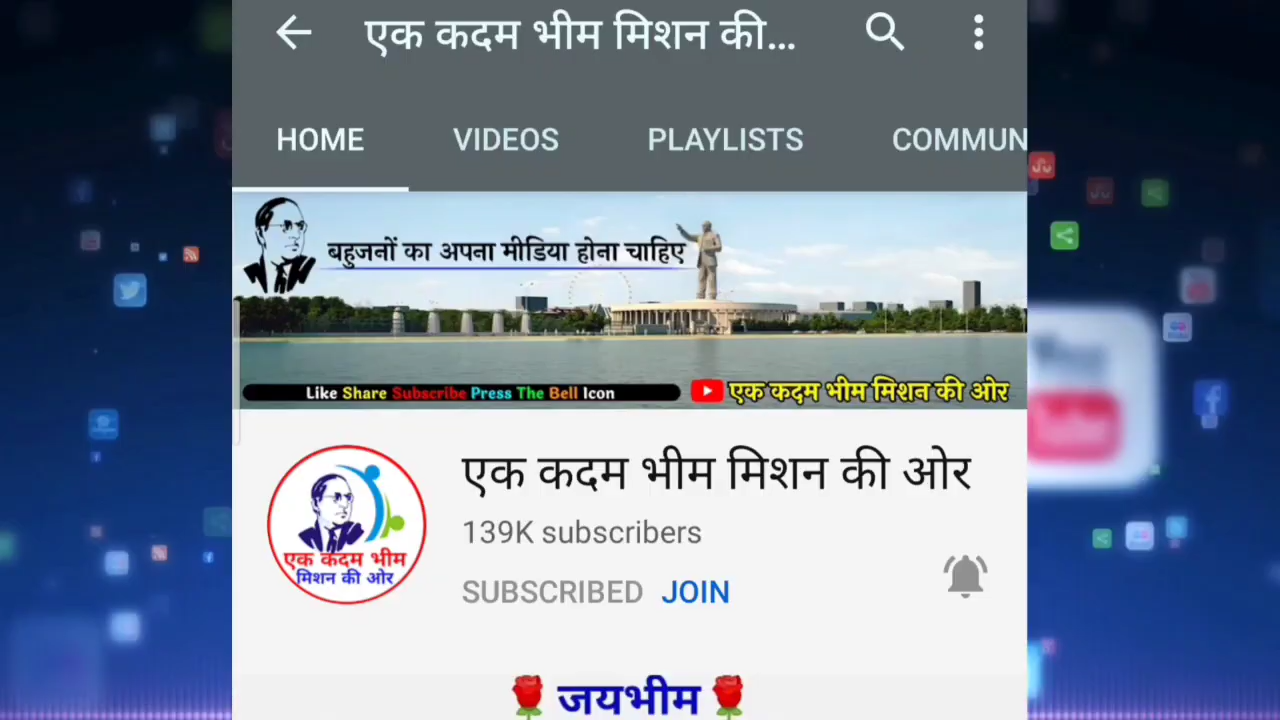 एक कदम भीम मिशन की...
HOME VIDEOS PLAYLISTS COMMUN
बहुजनों का अपना मीडिया होना चाहिए
Like Share Subscribe Press The Bell Icon
एक कदम भीम मिशन की ओर
एक कदम भीम मिशन की ओर
139K subscribers
SUBSCRIBED JOIN
एक कदम भीम
मिशन की ओर
जयभीम